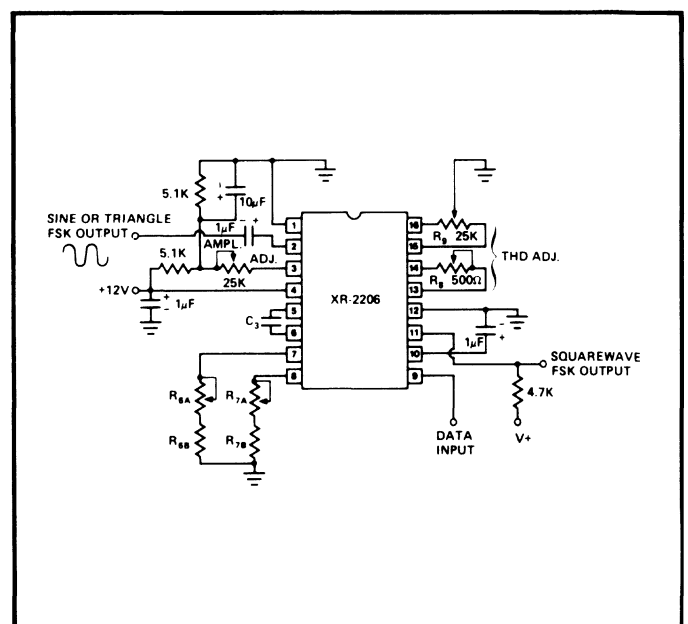 5.1K
10µF
SINE OR TRIANGLE
FSK OUTPUT
1µF
AMPL.
ADJ.
5.1K
25K
+12V
1µF
C3
R6A
R7A
R6B
R7B
1
2
3
4
5
6
7
8
XR-2206
16
15
14
13
12
11
10
9
R9 25K
R8 500Ω
THD ADJ.
1µF
SQUAREWAVE
FSK OUTPUT
4.7K
V+
DATA
INPUT